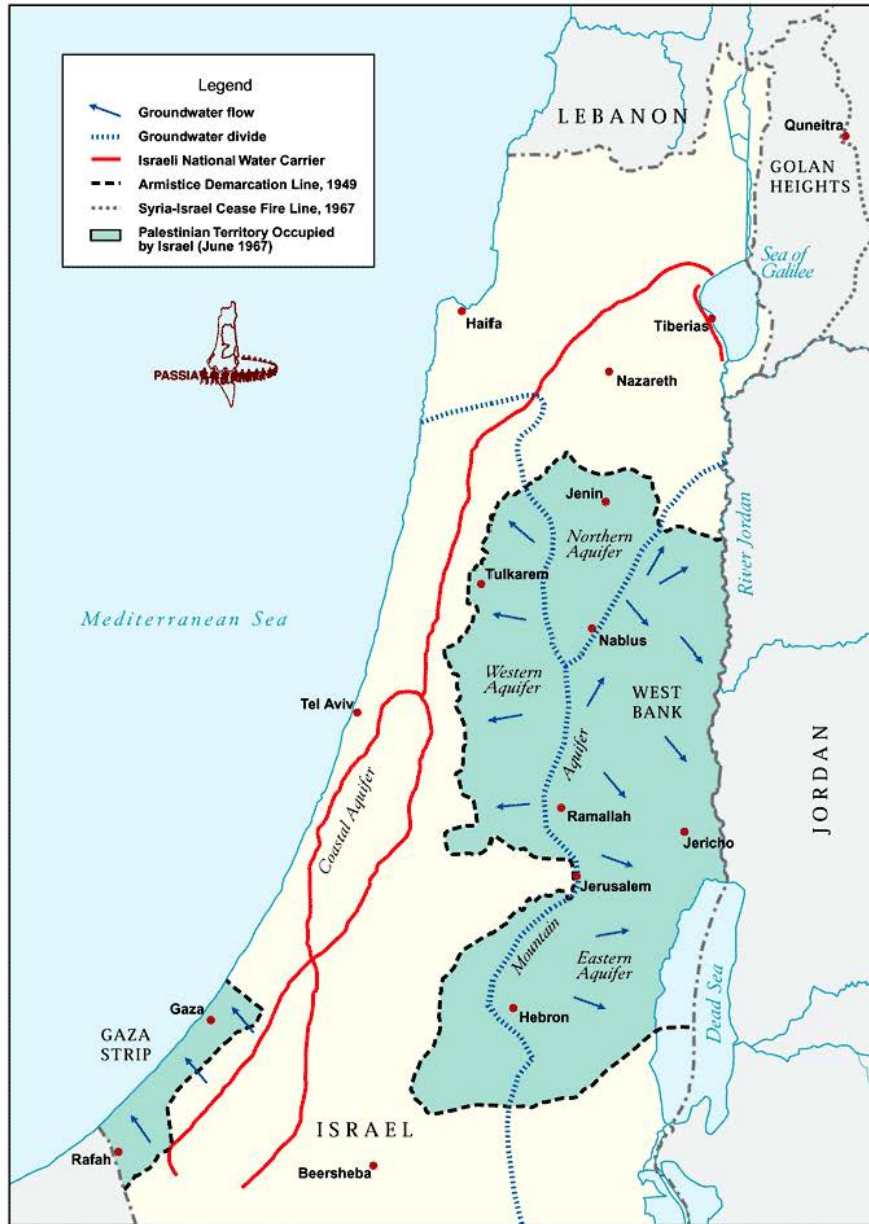 Legend
Groundwater flow
Groundwater divide
Israeli National Water Carrier
Armistice Demarcation Line, 1949
Syria-Israel Cease Fire Line, 1967
Palestinian Territory Occupied
by Israel (June 1967)
LEBANON
Quneitra
GOLAN
HEIGHTS
Sea of
Galilee
PASSIA
Haifa
Tiberias
Nazareth
Jenin
Northern
Aquifer
River Jordan
Tulkarem
Mediterranean Sea
Nablus
Western
Aquifer
WEST
BANK
Tel Aviv
Aquifer
JORDAN
Coastal Aquifer
Ramallah
Jericho
Jerusalem
Mountain
Eastern
Aquifer
Dead Sea
Hebron
Gaza
GAZA
STRIP
ISRAEL
Rafah
Beersheba